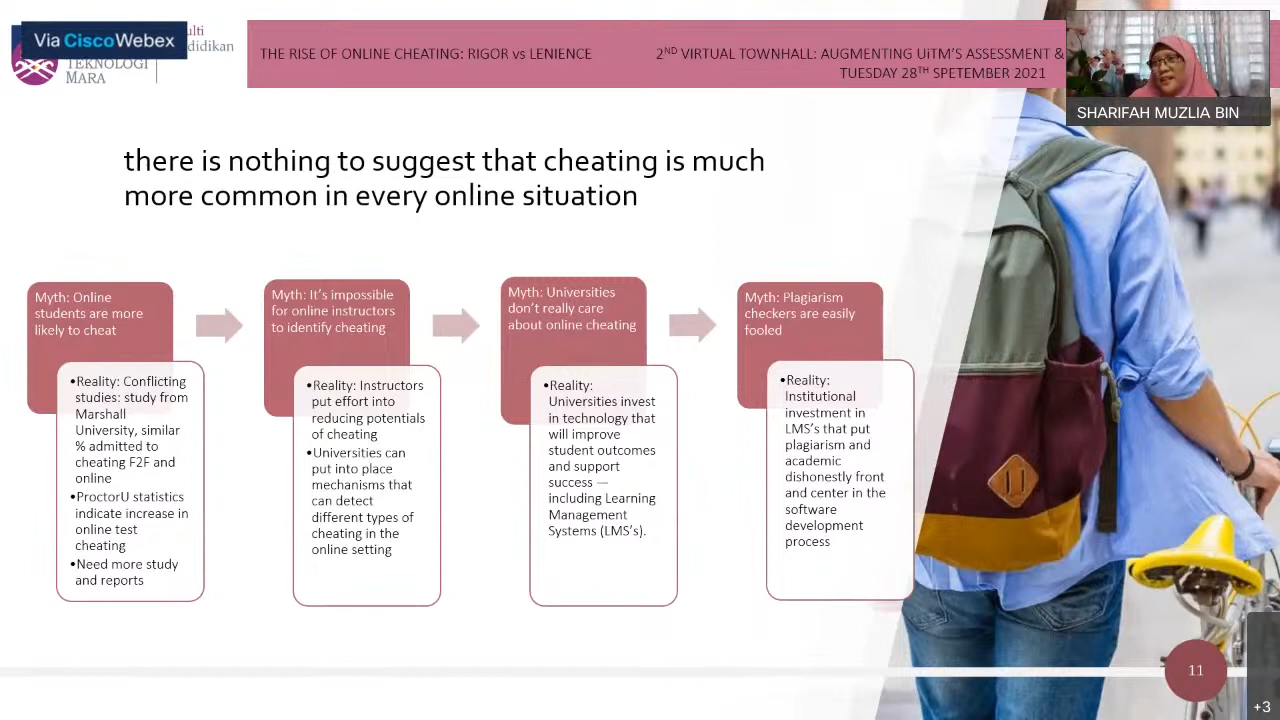 Via Cisco Webex
ulti
didikan
TEKNOLOGI
MARA
THE RISE OF ONLINE CHEATING: RIGOR vs LENIENCE
2ND VIRTUAL TOWNHALL: AUGMENTING UiTM'S ASSESSMENT &
TUESDAY 28TH SPETEMBER 2021
SHARIFAH MUZLIA BIN
there is nothing to suggest that cheating is much
more common in every online situation
Myth: Online
students are more
likely to cheat
•Reality: Conflicting
studies: study from
Marshall
University, similar
% admitted to
cheating F2F and
online
•ProctorU statistics
indicate increase in
online test
cheating
•Need more study
and reports
Myth: It's impossible
for online instructors
to identify cheating
•Reality: Instructors
put effort into
reducing potentials
of cheating
•Universities can
put into place
mechanisms that
can detect
different types of
cheating in the
online setting
Myth: Universities
don't really care
about online cheating
•Reality:
Universities invest
in technology that
will improve
student outcomes
and support
success —
including Learning
Management
Systems (LMS's).
Myth: Plagiarism
checkers are easily
fooled
•Reality:
Institutional
investment in
LMS's that put
plagiarism and
academic
dishonestly front
and center in the
software
development
process
11
+3